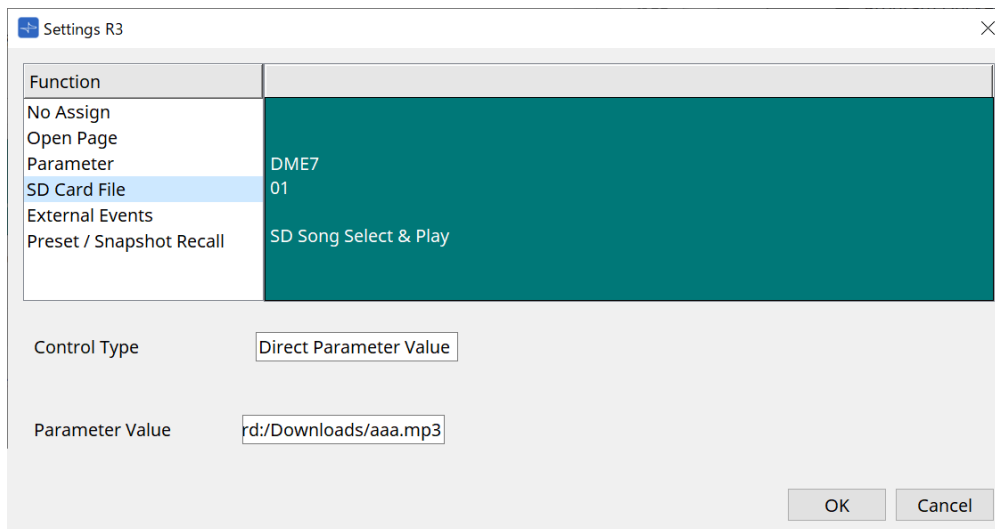 Settings R3
Function
No Assign
Open Page
Parameter
SD Card File
External Events
Preset / Snapshot Recall
DME7
01
SD Song Select & Play
Control Type
Direct Parameter Value
Parameter Value
rd:/Downloads/aaa.mp3
OK
Cancel